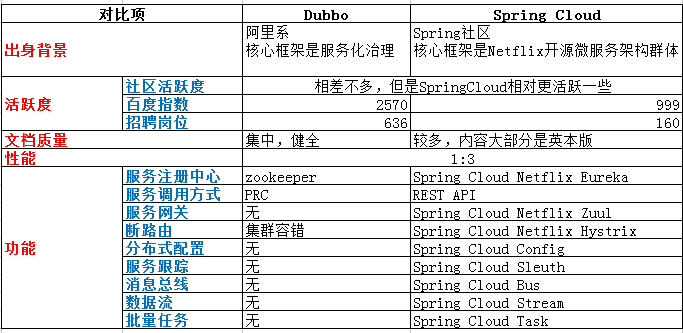 对比项 Dubbo Spring Cloud
出身背景 阿里系 Spring社区
核心框架是服务化治理 核心框架是Netflix开源微服务架构群体
活跃度 社区活跃度 相差不多，但是SpringCloud相对更活跃一些
百度指数 2570 999
招聘岗位 636 160
文档质量 集中，健全 较多，内容大部分是英本版
性能 1:3
功能 服务注册中心 zookeeper Spring Cloud Netflix Eureka
服务调用方式 PRC REST API
服务网关 无 Spring Cloud Netflix Zuul
断路由 集群容错 Spring Cloud Netflix Hystrix
分布式配置 无 Spring Cloud Config
服务跟踪 无 Spring Cloud Sleuth
消息总线 无 Spring Cloud Bus
数据流 无 Spring Cloud Stream
批量任务 无 Spring Cloud Task